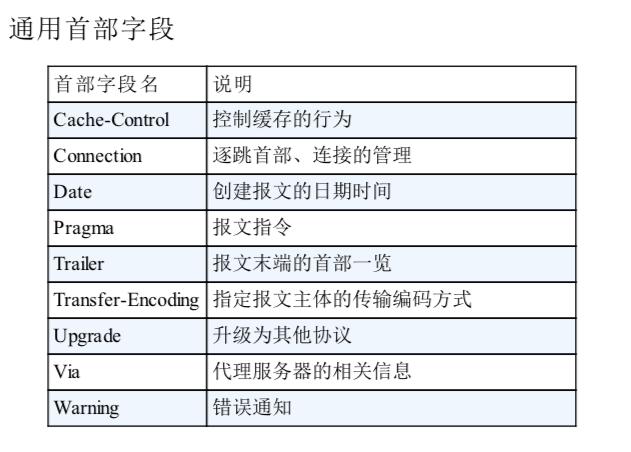 通用首部字段
首部字段名 说明
Cache-Control 控制缓存的行为
Connection 逐跳首部、连接的管理
Date 创建报文的日期时间
Pragma 报文指令
Trailer 报文末端的首部一览
Transfer-Encoding 指定报文主体的传输编码方式
Upgrade 升级为其他协议
Via 代理服务器的相关信息
Warning 错误通知